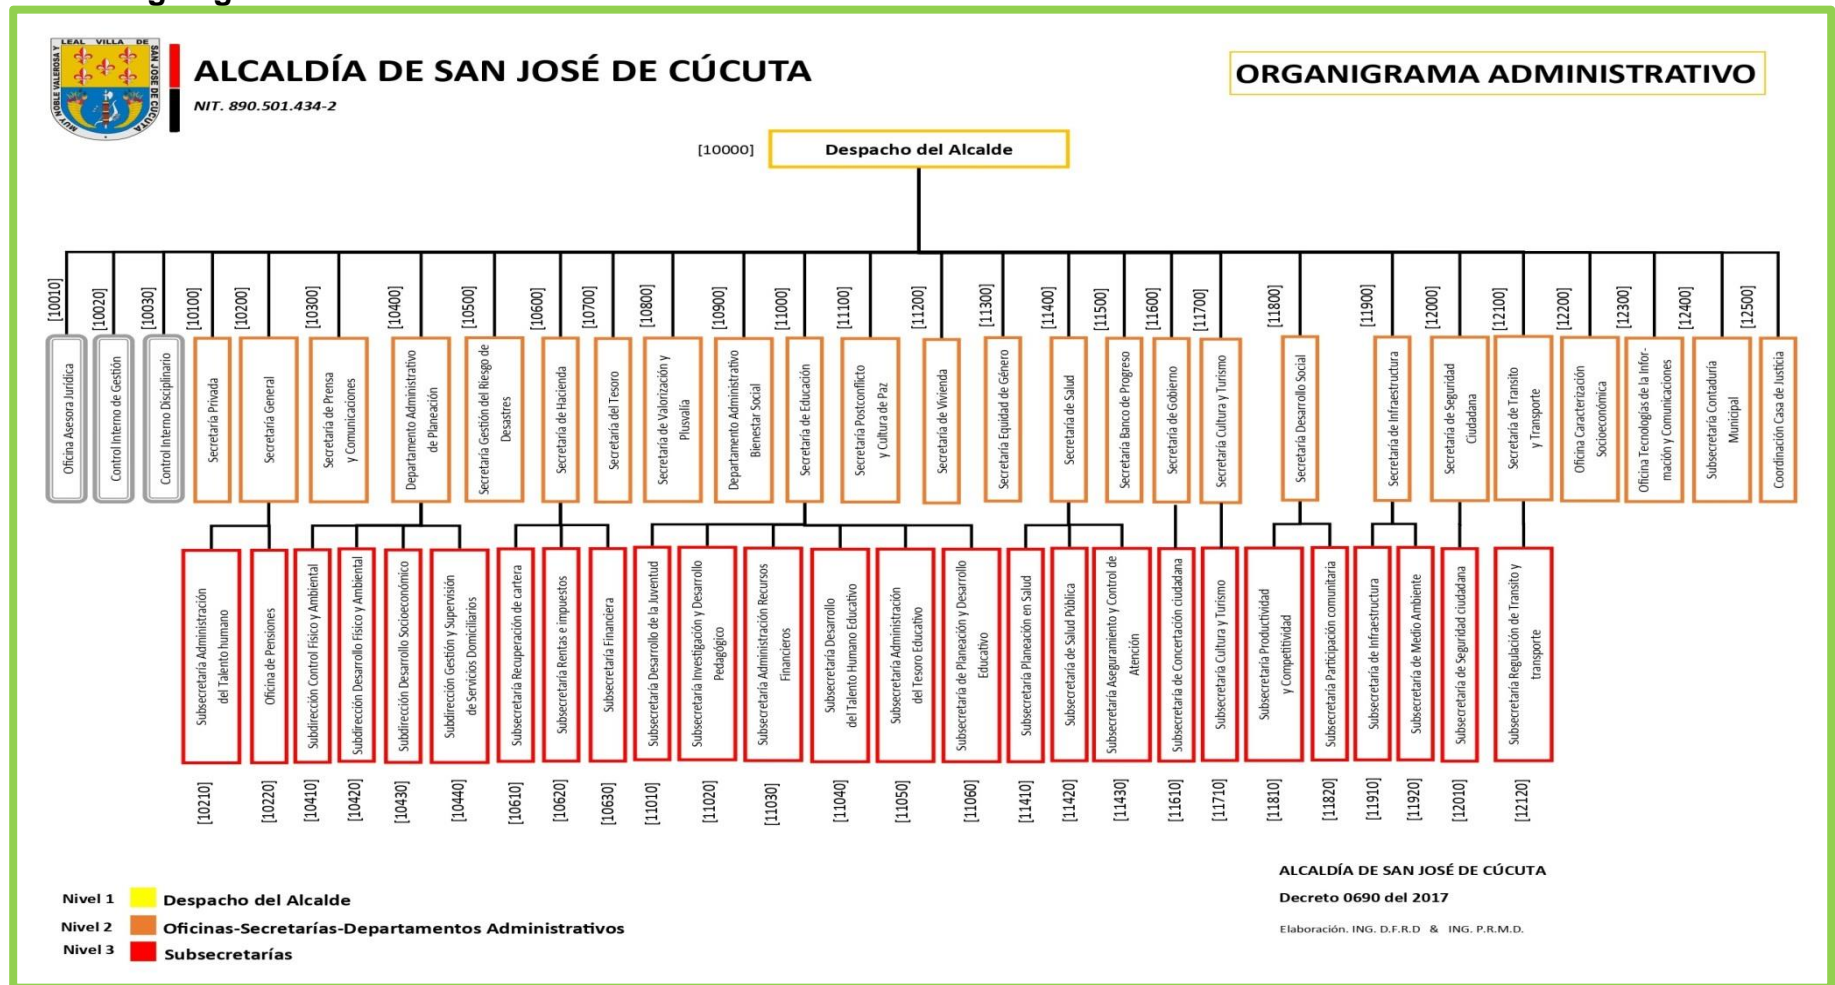 LEAL VILLA DE
MUY NOBLE VALEROSA Y
SAN JOSE DE CUCUTA
ALCALDÍA DE SAN JOSÉ DE CÚCUTA
NIT. 890.501.434-2
ORGANIGRAMA ADMINISTRATIVO
[10000]
Despacho del Alcalde
[10010]
[10020]
[10030]
[10100]
[10200]
[10300]
[10400]
[10500]
[10600]
[10700]
[10800]
[10900]
[11000]
[11100]
[11200]
[11300]
[11400]
[11500]
[11600]
[11700]
[11800]
[11900]
[12000]
[12100]
[12200]
[12300]
[12400]
[12500]
Oficina Asesora Jurídica
Control Interno de Gestión
Control Interno Disciplinario
Secretaría Privada
Secretaría General
Secretaría de Prensa
y Comunicaciones
Departamento Administrativo
de Planeación
Secretaría Gestión del Riesgo de
Desastres
Secretaría de Hacienda
Secretaría del Tesoro
Secretaría de Valorización y
Plusvalía
Departamento Administrativo
Bienestar Social
Secretaría de Educación
Secretaría Postconflicto
y Cultura de Paz
Secretaría de Vivienda
Secretaría Equidad de Género
Secretaría de Salud
Secretaría Banco de Progreso
Secretaría de Gobierno
Secretaría Cultura y Turismo
Secretaría Desarrollo Social
Secretaría de Infraestructura
Secretaría de Seguridad
Ciudadana
Secretaría de Transito
y Transporte
Oficina Caracterización
Socioeconómica
Oficina Tecnologías de la Infor-
mación y Comunicaciones
Subsecretaría Contaduría
Municipal
Coordinación Casa de Justicia
Subsecretaría Administración
del Talento humano
Oficina de Pensiones
Subdirección Control Físico y Ambiental
Subdirección Desarrollo Físico y Ambiental
Subdirección Desarrollo Socioeconómico
Subdirección Gestión y Supervisión
de Servicios Domiciliarios
Subsecretaría Recuperación de cartera
Subsecretaría Rentas e impuestos
Subsecretaría Financiera
Subsecretaría Desarrollo de la Juventud
Subsecretaría Investigación y Desarrollo
Pedagógico
Subsecretaría Administración Recursos
Financieros
Subsecretaría Desarrollo
del Talento Humano Educativo
Subsecretaría Administración
del Tesoro Educativo
Subsecretaría de Planeación y Desarrollo
Educativo
Subsecretaría Planeación en Salud
Subsecretaría de Salud Pública
Subsecretaría Aseguramiento y Control de
Atención
Subsecretaría de Concertación ciudadana
Subsecretaría Cultura y Turismo
Subsecretaría Productividad
y Competitividad
Subsecretaría Participación comunitaria
Subsecretaría de Infraestructura
Subsecretaría de Medio Ambiente
Subsecretaría de Seguridad ciudadana
Subsecretaría Regulación de Transito y
transporte
[10210]
[10220]
[10410]
[10420]
[10430]
[10440]
[10610]
[10620]
[10630]
[11010]
[11020]
[11030]
[11040]
[11050]
[11060]
[11410]
[11420]
[11430]
[11610]
[11710]
[11810]
[11820]
[11910]
[11920]
[12010]
[12120]
ALCALDÍA DE SAN JOSÉ DE CÚCUTA
Decreto 0690 del 2017
Elaboración. ING. D.F.R.D & ING. P.R.M.D.
Nivel 1 Despacho del Alcalde
Nivel 2 Oficinas-Secretarías-Departamentos Administrativos
Nivel 3 Subsecretarías